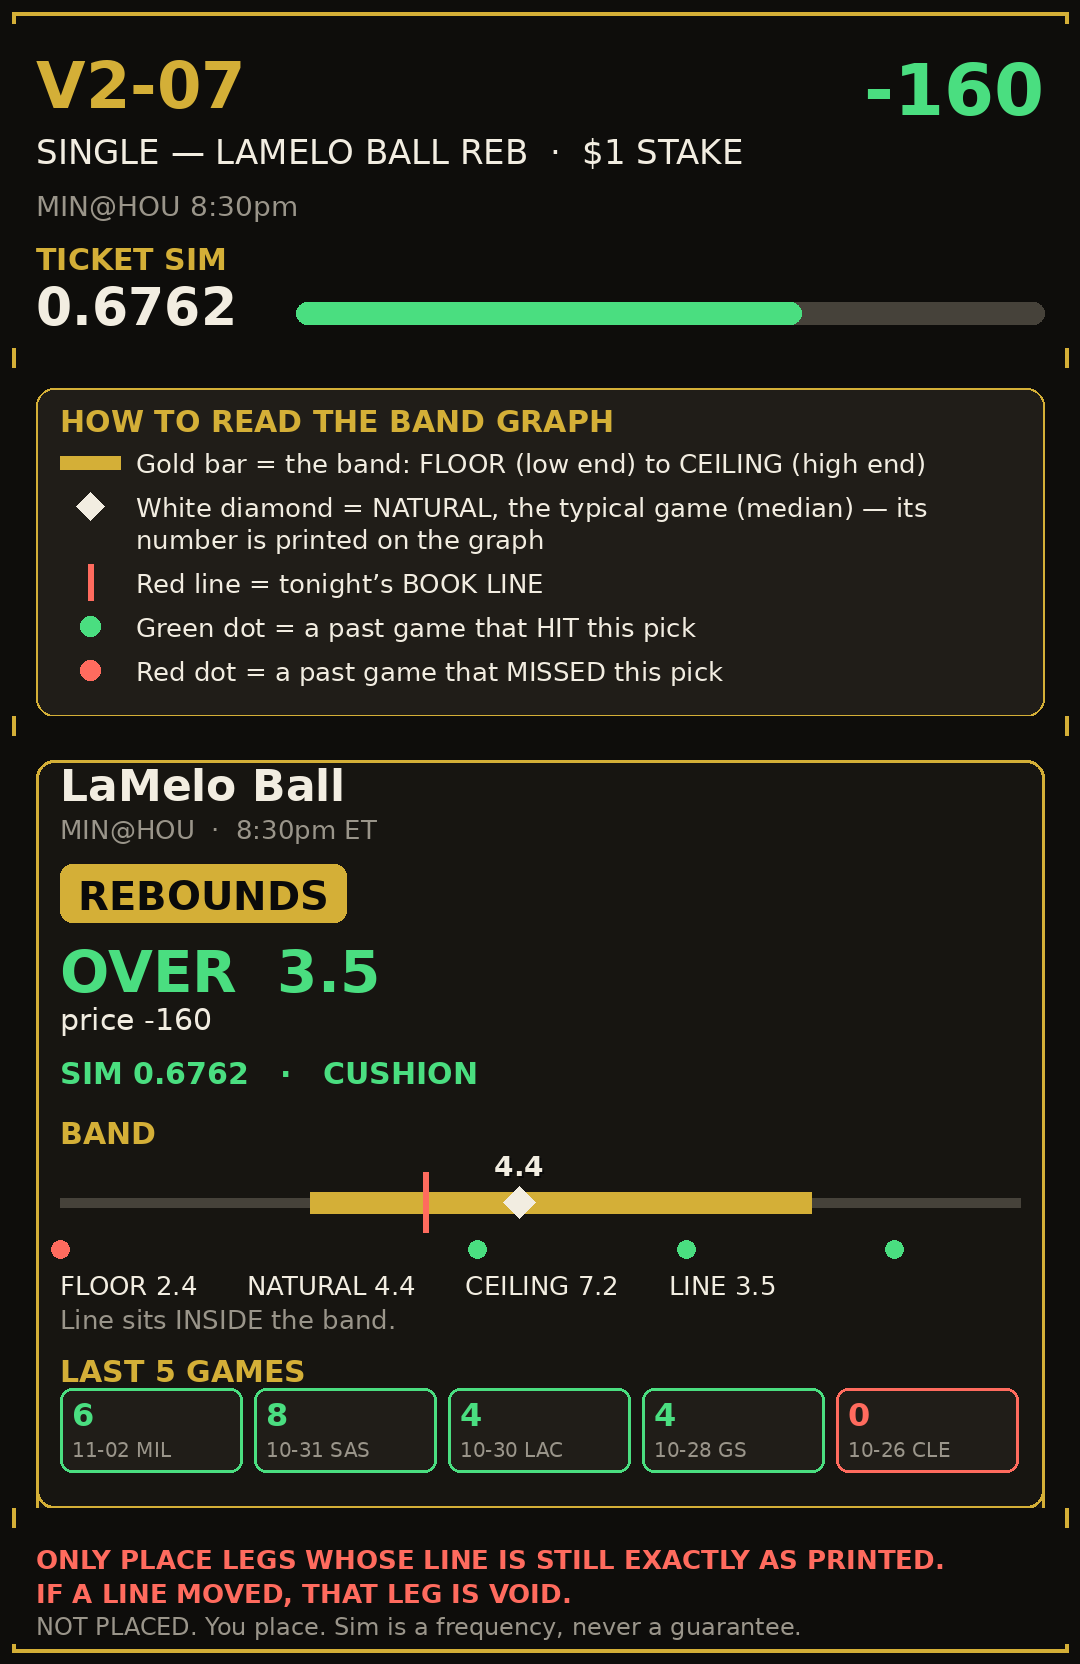 V2-07
-160
SINGLE — LAMELO BALL REB · $1 STAKE
MIN@HOU 8:30pm
TICKET SIM
0.6762
HOW TO READ THE BAND GRAPH
Gold bar = the band: FLOOR (low end) to CEILING (high end)
White diamond = NATURAL, the typical game (median) — its
number is printed on the graph
Red line = tonight’s BOOK LINE
Green dot = a past game that HIT this pick
Red dot = a past game that MISSED this pick
LaMelo Ball
MIN@HOU · 8:30pm ET
REBOUNDS
OVER 3.5
price -160
SIM 0.6762 · CUSHION
BAND
4.4
FLOOR 2.4 NATURAL 4.4 CEILING 7.2 LINE 3.5
Line sits INSIDE the band.
LAST 5 GAMES
6 8 4 4 0
11-02 MIL 10-31 SAS 10-30 LAC 10-28 GS 10-26 CLE
ONLY PLACE LEGS WHOSE LINE IS STILL EXACTLY AS PRINTED.
IF A LINE MOVED, THAT LEG IS VOID.
NOT PLACED. You place. Sim is a frequency, never a guarantee.